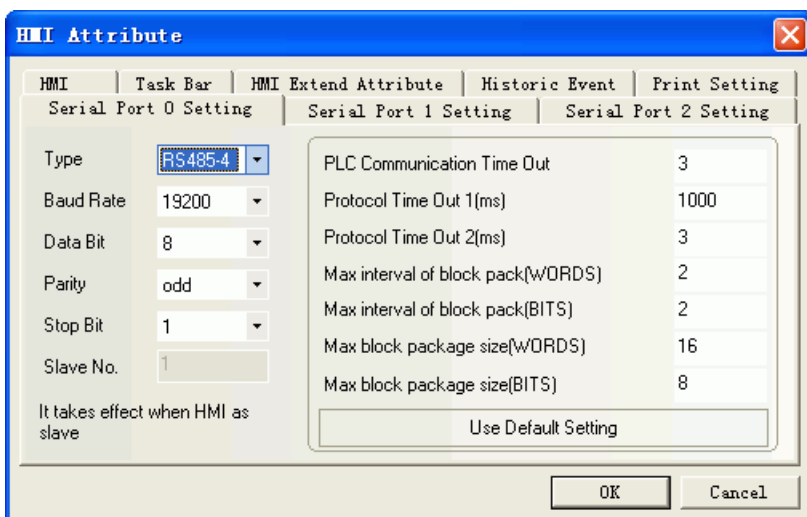 HMI Attribute
HMI Task Bar HMI Extend Attribute Historic Event Print Setting
Serial Port 0 Setting Serial Port 1 Setting Serial Port 2 Setting
Type RS485-4
Baud Rate 19200
Data Bit 8
Parity odd
Stop Bit 1
Slave No. 1
It takes effect when HMI as
slave
PLC Communication Time Out 3
Protocol Time Out 1(ms) 1000
Protocol Time Out 2(ms) 3
Max interval of block pack(WORDS) 2
Max interval of block pack(BITS) 2
Max block package size(WORDS) 16
Max block package size(BITS) 8
Use Default Setting
OK Cancel